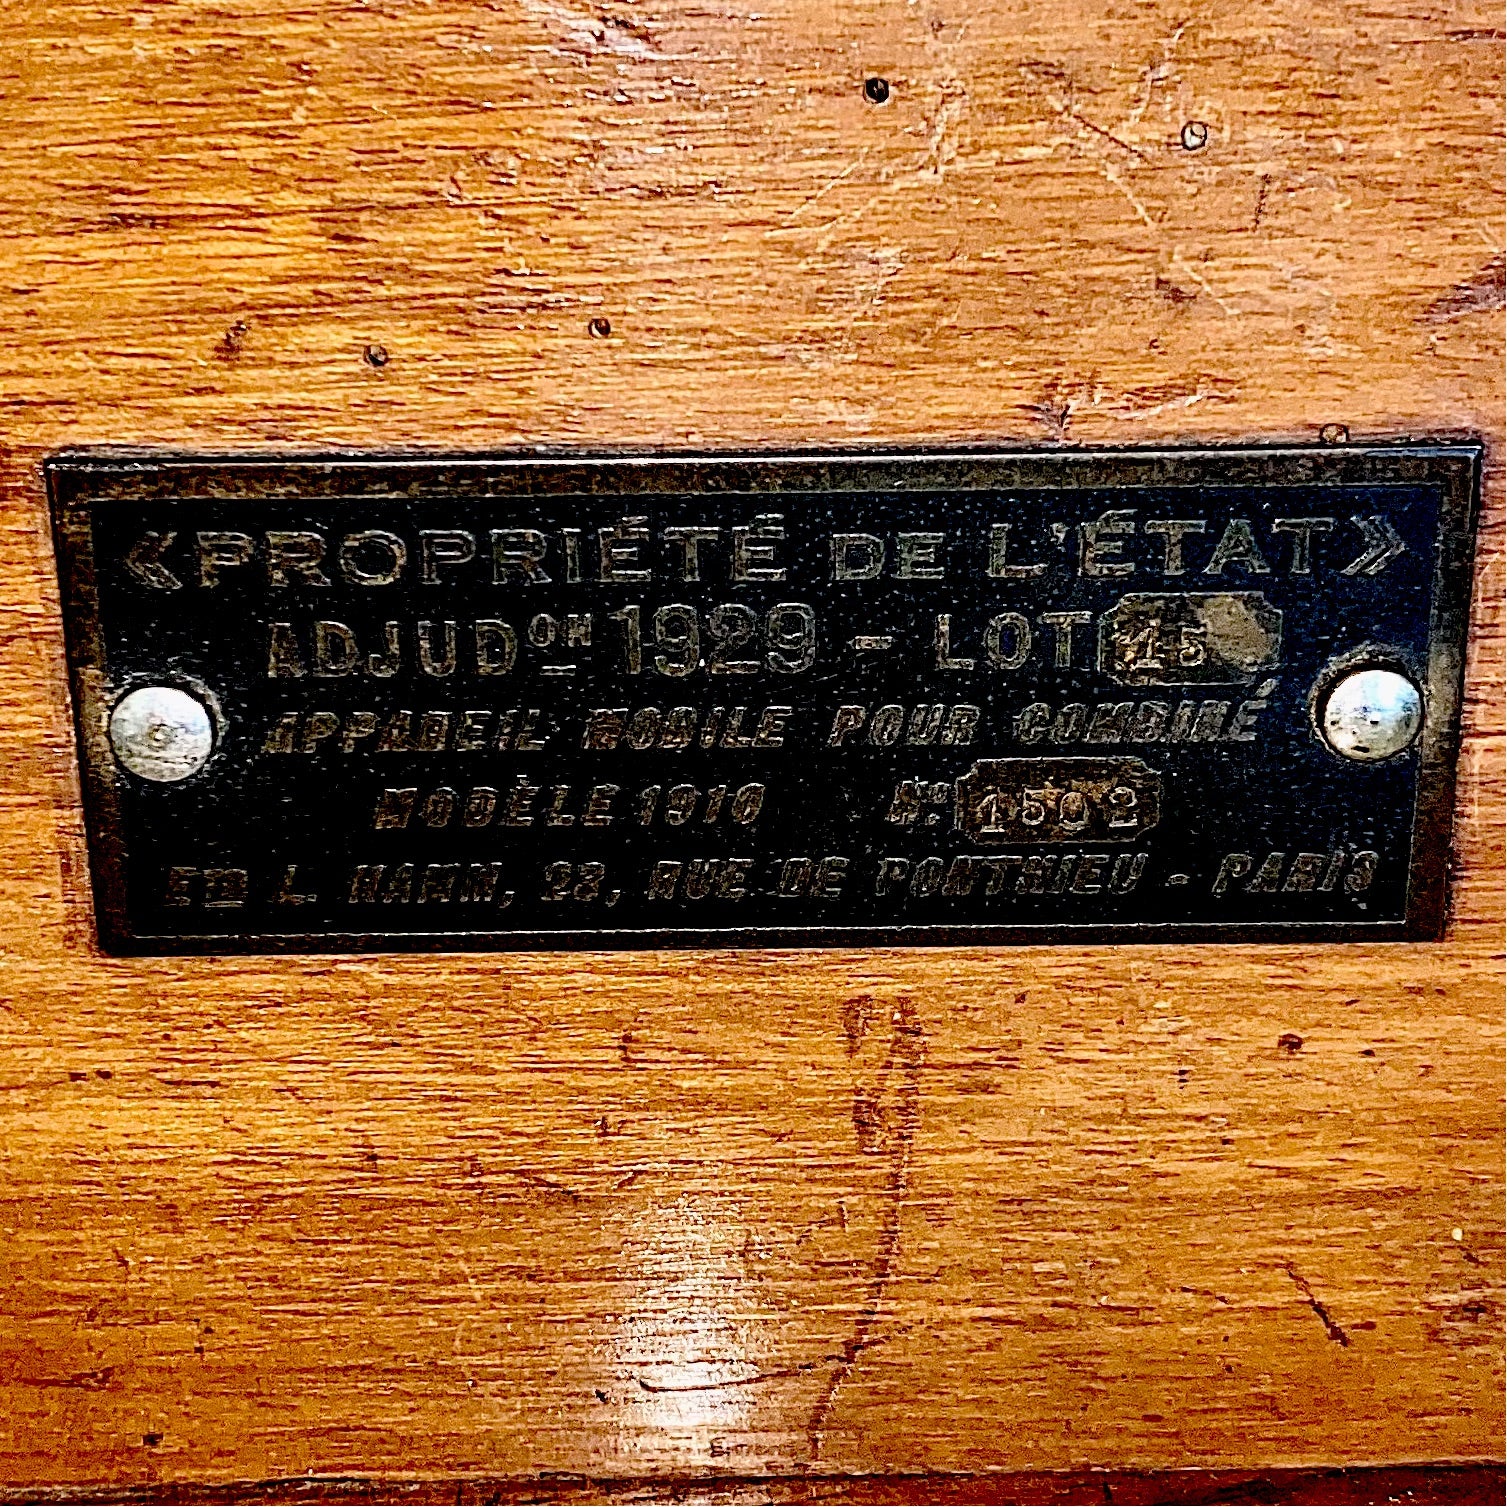 «PROPRIÉTÉ DE L'ÉTAT»
ADJUDON 1929 - LOT 15
APPAREIL MOBILE POUR COMBINÉ
MODÈLE 1910 No: 1502
ETS L. HAMM, 22, RUE DE PONTHIEU - PARIS